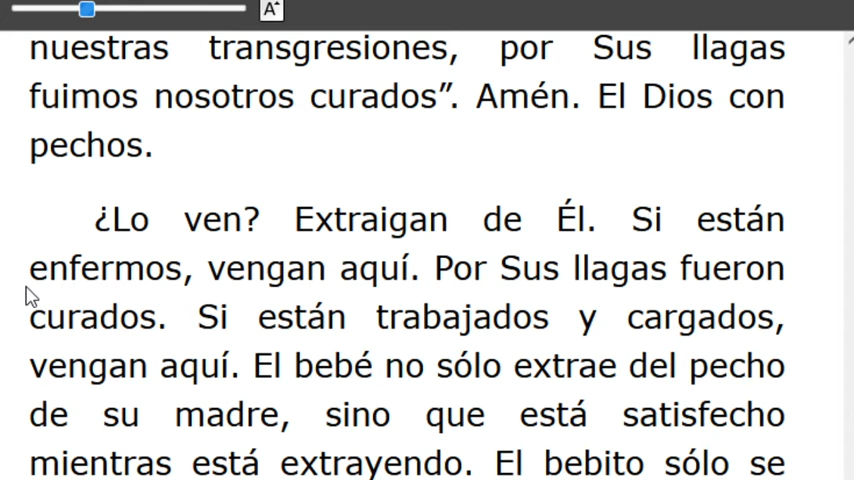 A
nuestras transgresiones, por Sus llagas
fuimos nosotros curados”. Amén. El Dios con
pechos.
¿Lo ven? Extraigan de Él. Si están
enfermos, vengan aquí. Por Sus llagas fueron
curados. Si están trabajados y cargados,
vengan aquí. El bebé no sólo extrae del pecho
de su madre, sino que está satisfecho
mientras está extrayendo. El bebito sólo se